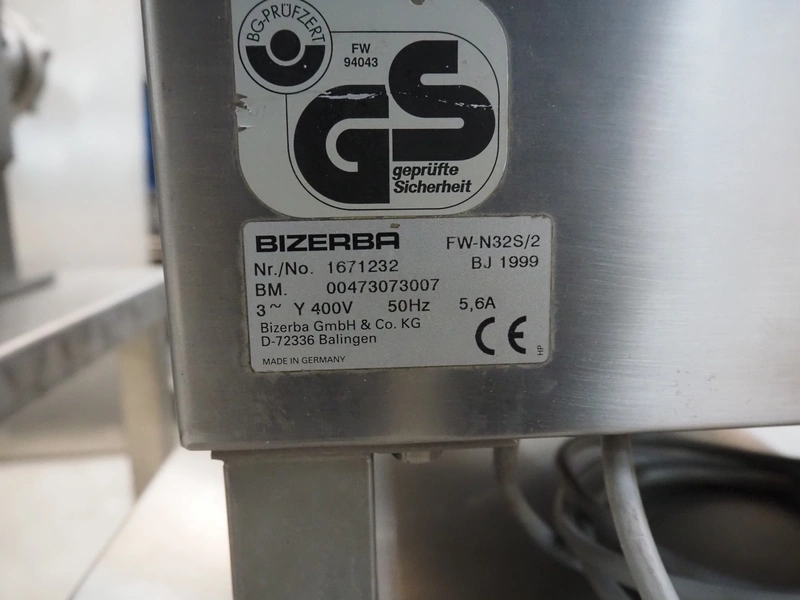 BG-PRÜFZERT
FW
94043
GS
geprüfte
Sicherheit
BIZERBA FW-N32S/2
Nr./No. 1671232 BJ 1999
BM. 00473073007
3~ Y 400V 50Hz 5,6A
Bizerba GmbH & Co. KG
D-72336 Balingen
CE
MADE IN GERMANY
HP